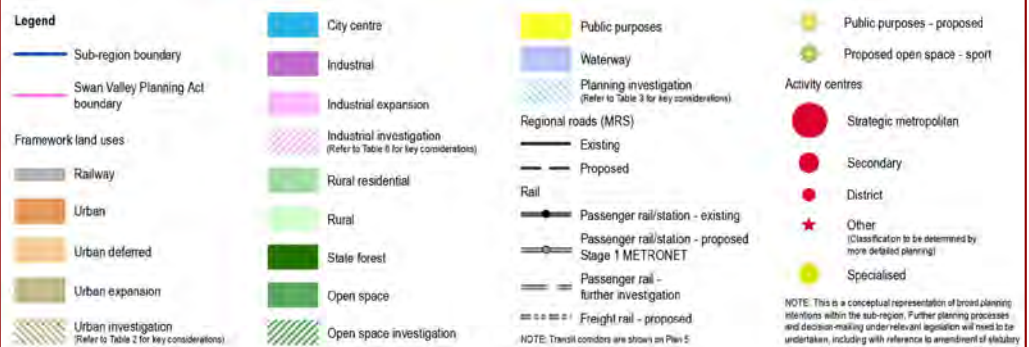 Legend
Sub-region boundary
Swan Valley Planning Act
boundary
Framework land uses
Railway
Urban
Urban deferred
Urban expansion
Urban investigation
(Refer to Table 2 for key considerations)
City centre
Industrial
Industrial expansion
Industrial investigation
(Refer to Table 6 for key considerations)
Rural residential
Rural
State forest
Open space
Open space investigation
Public purposes
Waterway
Planning investigation
(Refer to Table 3 for key considerations)
Regional roads (MRS)
Existing
Proposed
Rail
Passenger rail/station - existing
Passenger rail/station - proposed
Stage 1 METRONET
Passenger rail -
further investigation
Freight rail - proposed
NOTE: Transit corridors are shown on Plan 5
Public purposes - proposed
Proposed open space - sport
Activity centres
Strategic metropolitan
Secondary
District
Other
(Classification to be determined by
more detailed planning)
Specialised
NOTE: This is a conceptual representation of broad planning
intentions within the sub-region. Further planning processes
and decision-making under relevant legislation will need to be
undertaken, including with reference to amendment of statutory